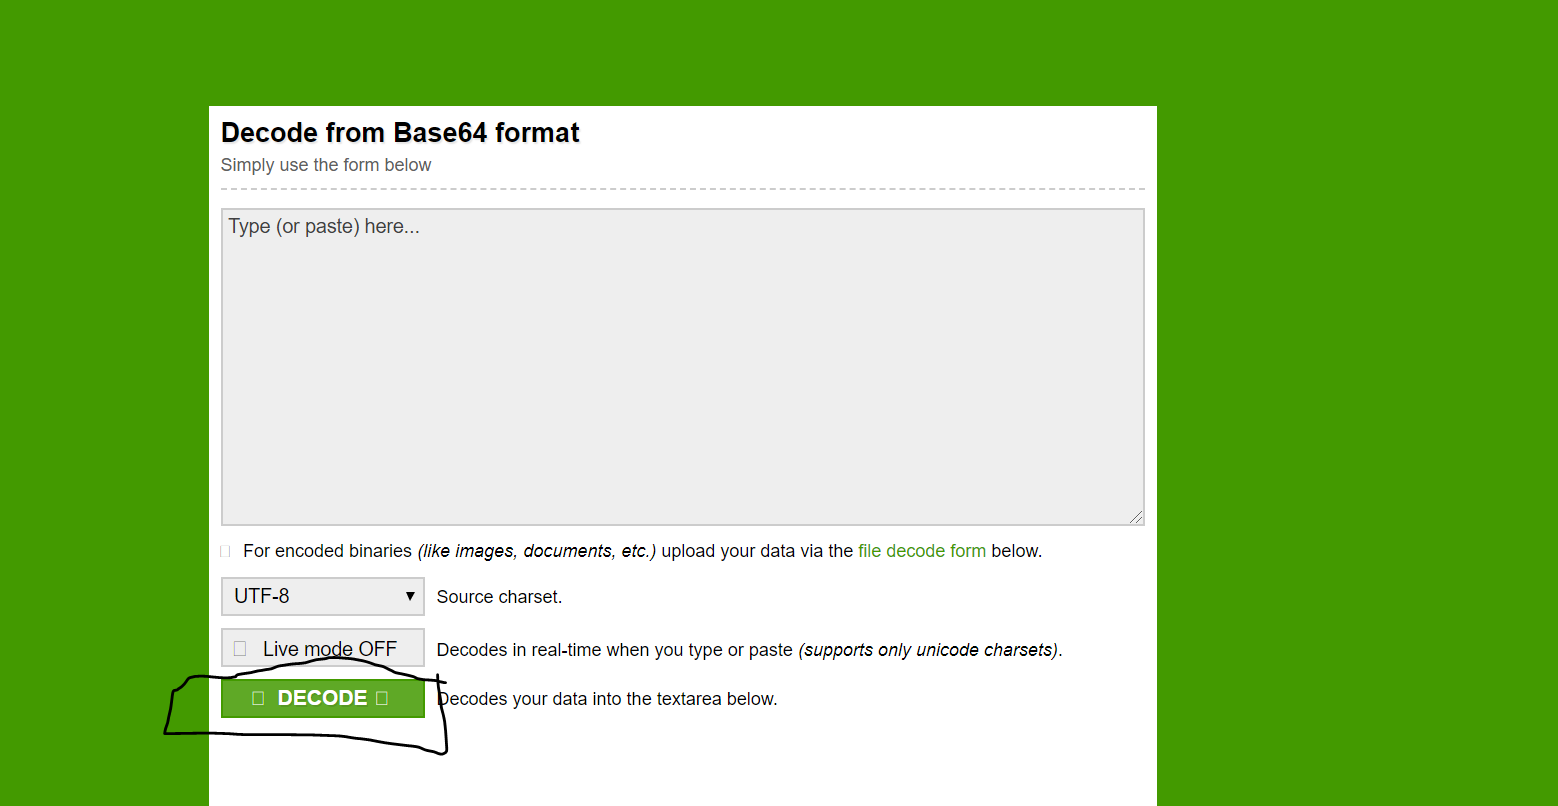 Decode from Base64 format
Simply use the form below
Type (or paste) here...
For encoded binaries (like images, documents, etc.) upload your data via the file decode form below.
UTF-8 Source charset.
Live mode OFF Decodes in real-time when you type or paste (supports only unicode charsets).
DECODE Decodes your data into the textarea below.